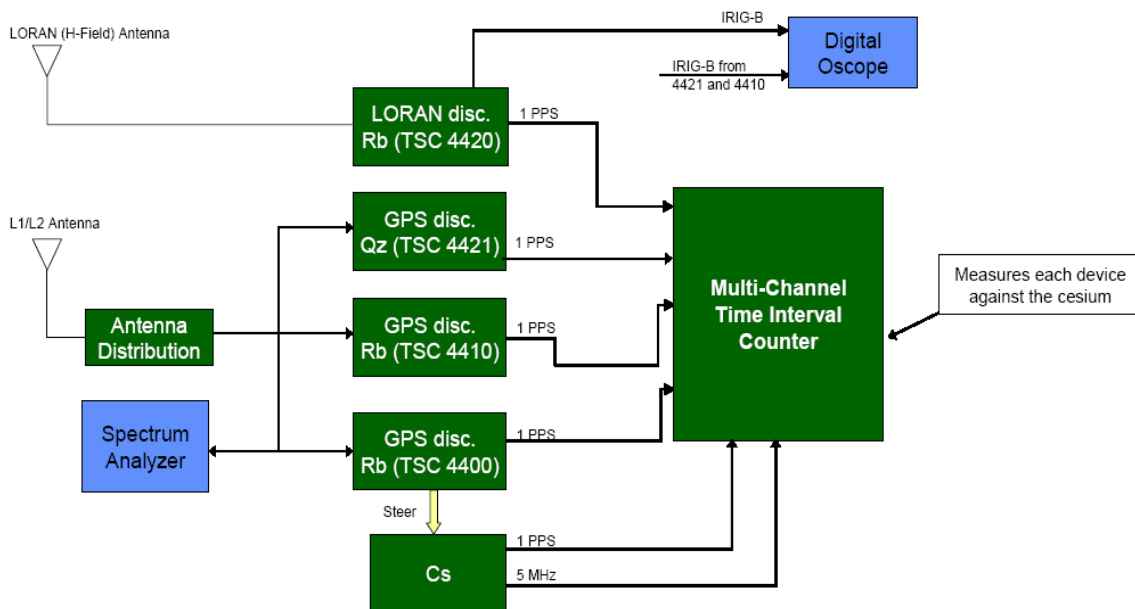 LORAN (H-Field) Antenna
IRIG-B
Digital
Oscope
IRIG-B from
4421 and 4410
LORAN disc.
Rb (TSC 4420)
1 PPS
L1/L2 Antenna
GPS disc.
Qz (TSC 4421)
1 PPS
Multi-Channel
Time Interval
Counter
Measures each device
against the cesium
Antenna
Distribution
GPS disc.
Rb (TSC 4410)
1 PPS
Spectrum
Analyzer
GPS disc.
Rb (TSC 4400)
1 PPS
Steer
Cs
1 PPS
5 MHz